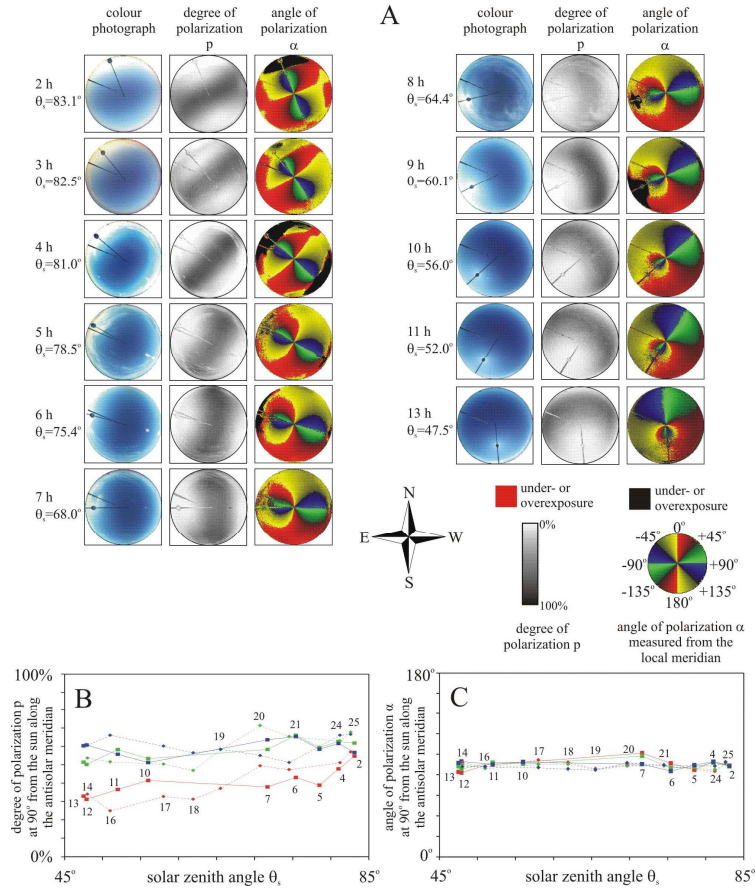 A
colour photograph
degree of polarization p
angle of polarization α
colour photograph
degree of polarization p
angle of polarization α
2 h
θs=83.1°
3 h
θs=82.5°
4 h
θs=81.0°
5 h
θs=78.5°
6 h
θs=75.4°
7 h
θs=68.0°
8 h
θs=64.4°
9 h
θs=60.1°
10 h
θs=56.0°
11 h
θs=52.0°
13 h
θs=47.5°
N
E W
S
under- or overexposure
0%
100%
degree of polarization p
under- or overexposure
0°
-45° +45°
-90° +90°
-135° +135°
180°
angle of polarization α measured from the local meridian
B
100%
0%
degree of polarization p
at 90° from the sun along
the antisolar meridian
13
14
12
11
16
10
17
18
19
20
7
21
6
5
24
4
25
2
45° solar zenith angle θs 85°
C
180°
0°
angle of polarization α
at 90° from the sun along
the antisolar meridian
13
14
12
16
11
10
17
18
19
20
7
21
6
5
4
24
25
2
45° solar zenith angle θs 85°